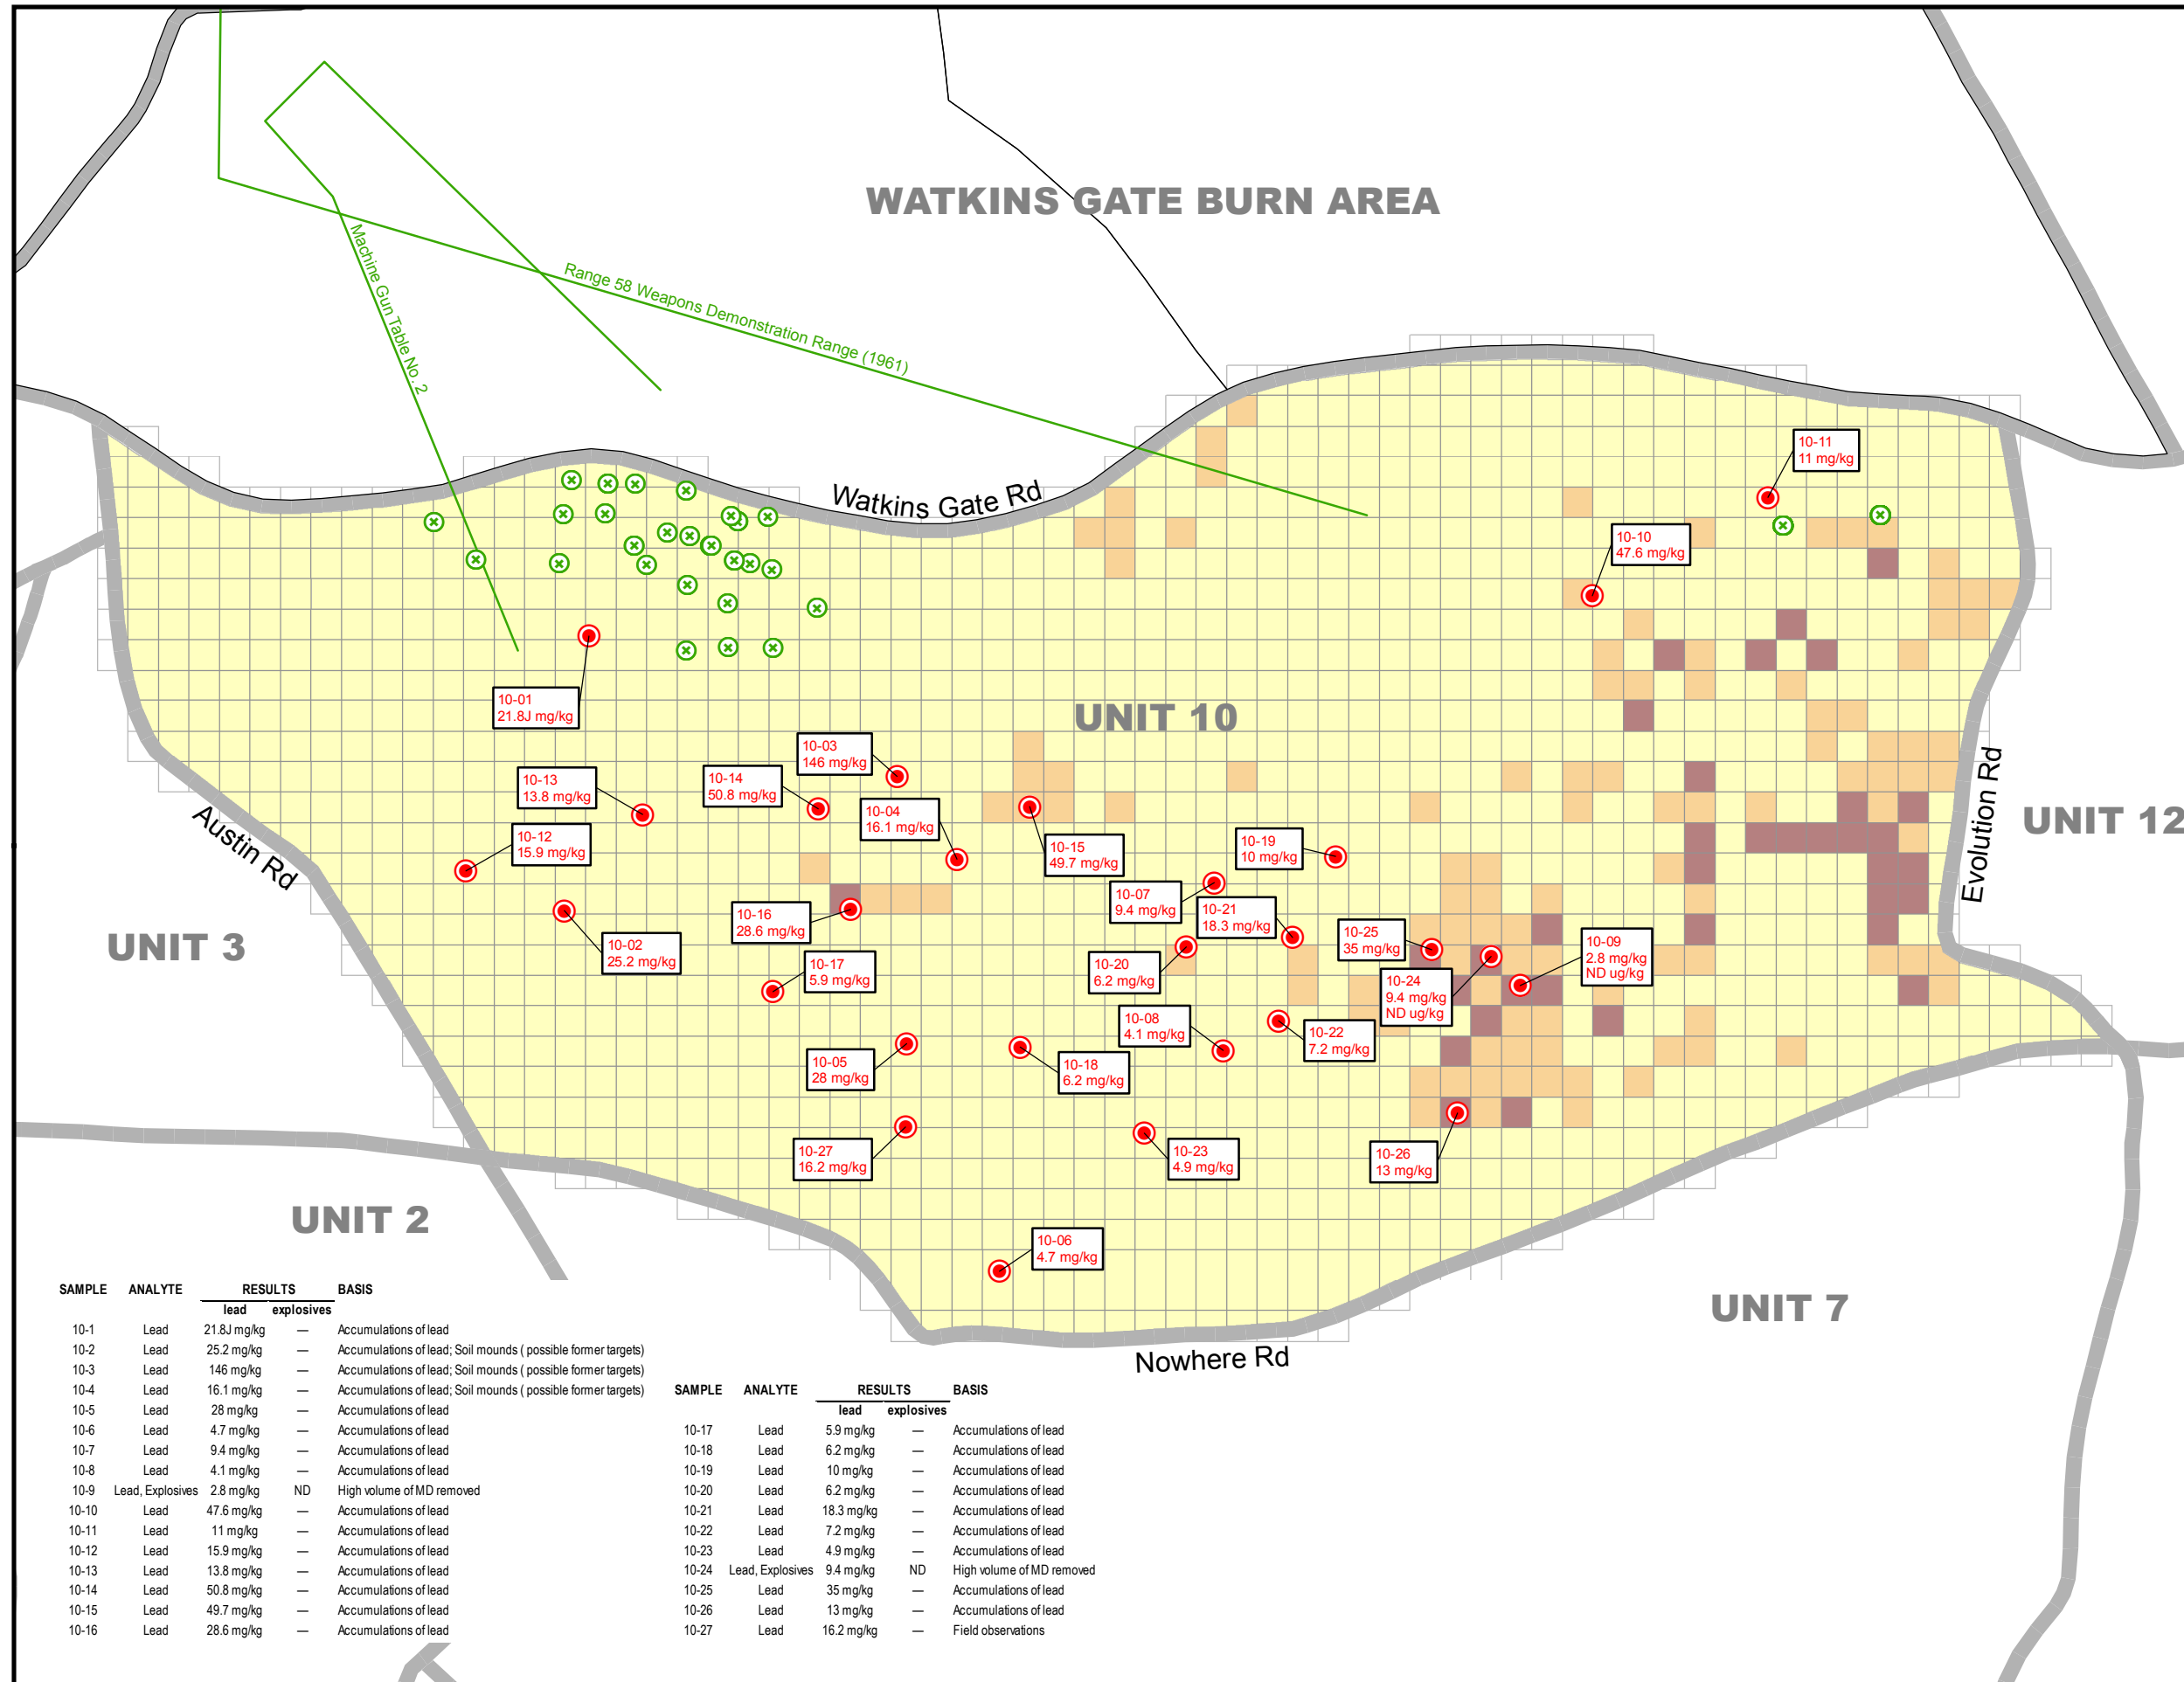 WATKINS GATE BURN AREA
Machine Gun Table No. 2
Range 58 Weapons Demonstration Range (1961)
Watkins Gate Rd
10-11
11 mg/kg
10-10
47.6 mg/kg
10-01
21.8J mg/kg
UNIT 10
10-03
146 mg/kg
10-13
13.8 mg/kg
10-14
50.8 mg/kg
10-04
16.1 mg/kg
10-12
15.9 mg/kg
10-15
49.7 mg/kg
10-19
10 mg/kg
Austin Rd
Evolution Rd
UNIT 12
10-07
9.4 mg/kg
10-21
18.3 mg/kg
10-16
28.6 mg/kg
UNIT 3
10-02
25.2 mg/kg
10-25
35 mg/kg
10-09
2.8 mg/kg
ND ug/kg
10-17
5.9 mg/kg
10-20
6.2 mg/kg
10-24
9.4 mg/kg
ND ug/kg
10-08
4.1 mg/kg
10-22
7.2 mg/kg
10-05
28 mg/kg
10-18
6.2 mg/kg
10-27
16.2 mg/kg
10-23
4.9 mg/kg
10-26
13 mg/kg
UNIT 2
10-06
4.7 mg/kg
UNIT 7
Nowhere Rd
SAMPLE ANALYTE RESULTS BASIS
lead explosives
10-1 Lead 21.8J mg/kg — Accumulations of lead
10-2 Lead 25.2 mg/kg — Accumulations of lead; Soil mounds ( possible former targets)
10-3 Lead 146 mg/kg — Accumulations of lead; Soil mounds ( possible former targets)
10-4 Lead 16.1 mg/kg — Accumulations of lead; Soil mounds ( possible former targets)
10-5 Lead 28 mg/kg — Accumulations of lead
10-6 Lead 4.7 mg/kg — Accumulations of lead
10-7 Lead 9.4 mg/kg — Accumulations of lead
10-8 Lead 4.1 mg/kg — Accumulations of lead
10-9 Lead, Explosives 2.8 mg/kg ND High volume of MD removed
10-10 Lead 47.6 mg/kg — Accumulations of lead
10-11 Lead 11 mg/kg — Accumulations of lead
10-12 Lead 15.9 mg/kg — Accumulations of lead
10-13 Lead 13.8 mg/kg — Accumulations of lead
10-14 Lead 50.8 mg/kg — Accumulations of lead
10-15 Lead 49.7 mg/kg — Accumulations of lead
10-16 Lead 28.6 mg/kg — Accumulations of lead
SAMPLE ANALYTE RESULTS BASIS
lead explosives
10-17 Lead 5.9 mg/kg — Accumulations of lead
10-18 Lead 6.2 mg/kg — Accumulations of lead
10-19 Lead 10 mg/kg — Accumulations of lead
10-20 Lead 6.2 mg/kg — Accumulations of lead
10-21 Lead 18.3 mg/kg — Accumulations of lead
10-22 Lead 7.2 mg/kg — Accumulations of lead
10-23 Lead 4.9 mg/kg — Accumulations of lead
10-24 Lead, Explosives 9.4 mg/kg ND High volume of MD removed
10-25 Lead 35 mg/kg — Accumulations of lead
10-26 Lead 13 mg/kg — Accumulations of lead
10-27 Lead 16.2 mg/kg — Field observations